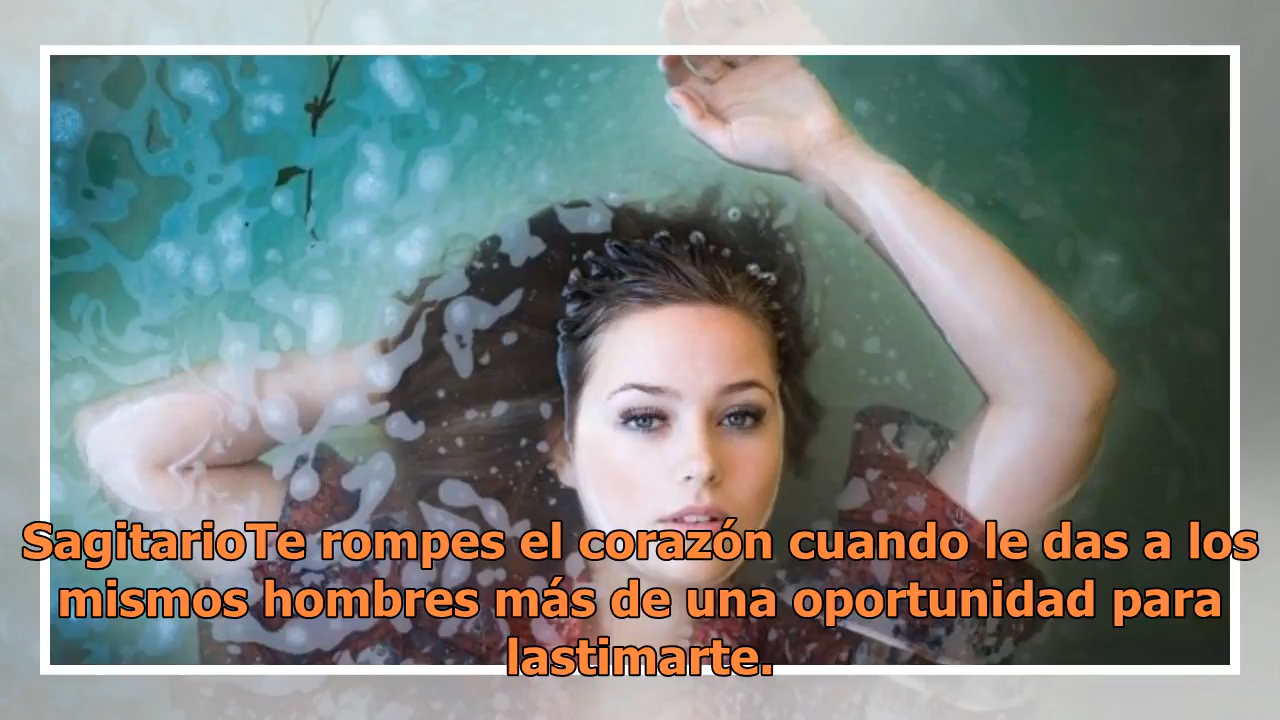 SagitarioTe rompes el corazón cuando le das a los
mismos hombres más de una oportunidad para
lastimarte.